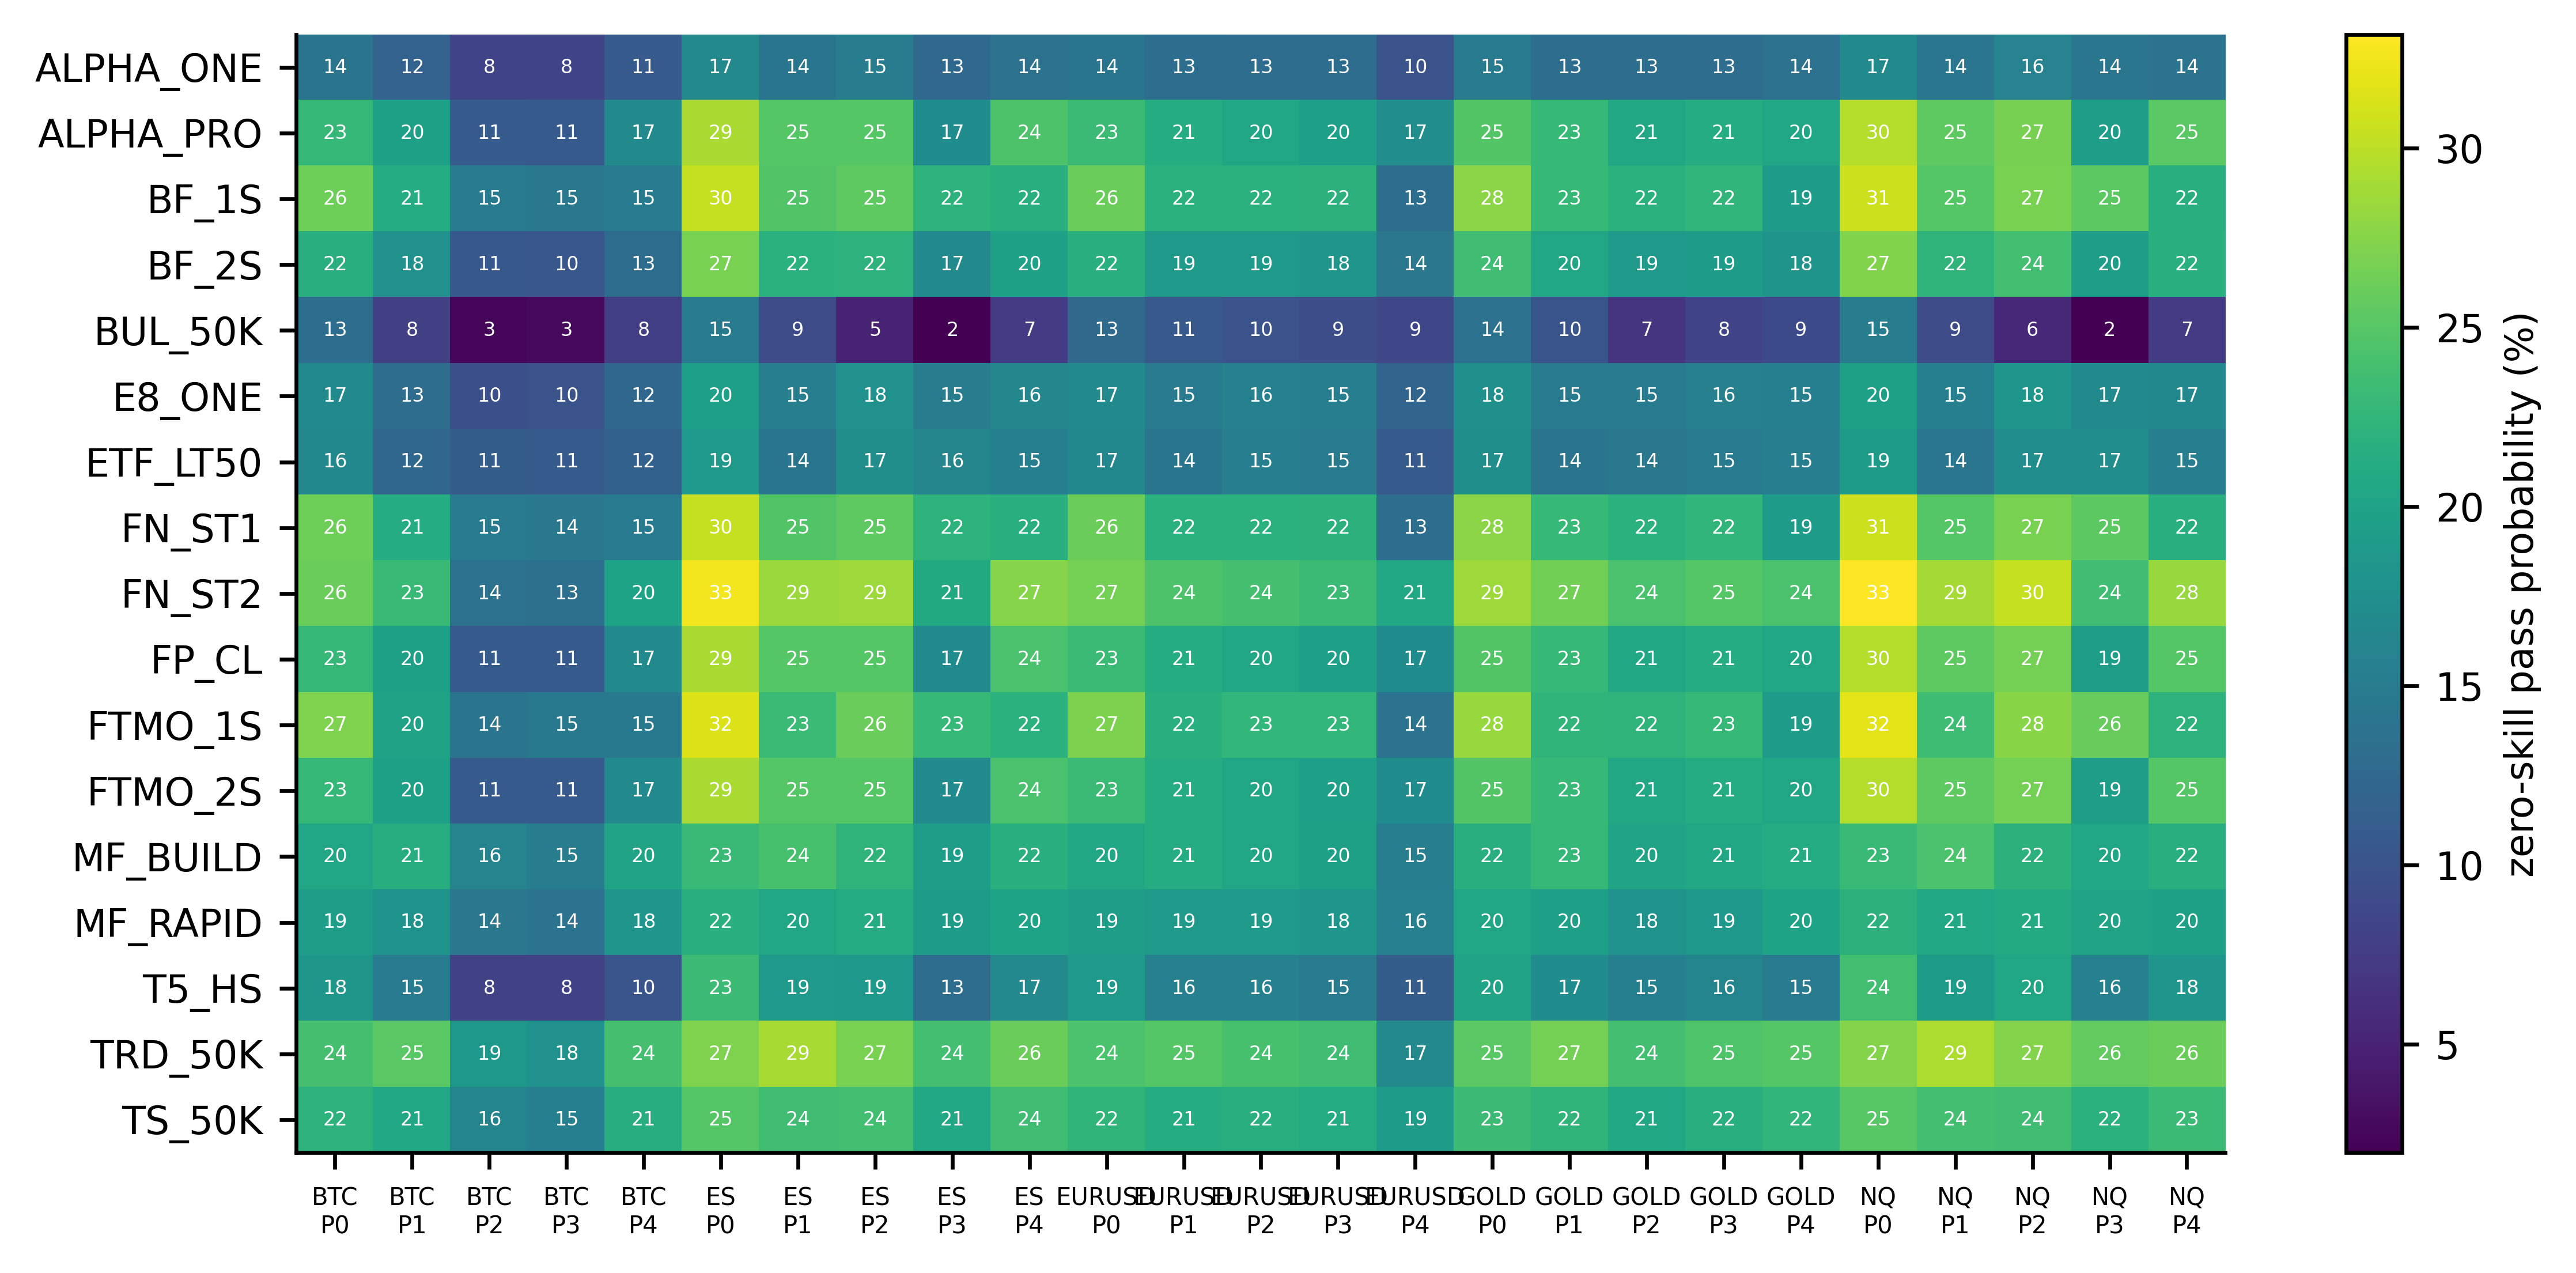 ALPHA_ONE 14 12 8 8 11 17 14 15 13 14 14 13 13 13 10 15 13 13 13 14 17 14 16 14 14
ALPHA_PRO 23 20 11 11 17 29 25 25 17 24 23 21 20 20 17 25 23 21 21 20 30 25 27 20 25
BF_1S 26 21 15 15 15 30 25 25 22 22 26 22 22 22 13 28 23 22 22 19 31 25 27 25 22
BF_2S 22 18 11 10 13 27 22 22 17 20 22 19 19 18 14 24 20 19 19 18 27 22 24 20 22
BUL_50K 13 8 3 3 8 15 9 5 2 7 13 11 10 9 9 14 10 7 8 9 15 9 6 2 7
E8_ONE 17 13 10 10 12 20 15 18 15 16 17 15 16 15 12 18 15 15 16 15 20 15 18 17 17
ETF_LT50 16 12 11 11 12 19 14 17 16 15 17 14 15 15 11 17 14 14 15 15 19 14 17 17 15
FN_ST1 26 21 15 14 15 30 25 25 22 22 26 22 22 22 13 28 23 22 22 19 31 25 27 25 22
FN_ST2 26 23 14 13 20 33 29 29 21 27 27 24 24 23 21 29 27 24 25 24 33 29 30 24 28
FP_CL 23 20 11 11 17 29 25 25 17 24 23 21 20 20 17 25 23 21 21 20 30 25 27 19 25
FTMO_1S 27 20 14 15 15 32 23 26 23 22 27 22 23 23 14 28 22 22 23 19 32 24 28 26 22
FTMO_2S 23 20 11 11 17 29 25 25 17 24 23 21 20 20 17 25 23 21 21 20 30 25 27 19 25
MF_BUILD 20 21 16 15 20 23 24 22 19 22 20 21 20 20 15 22 23 20 21 21 23 24 22 20 22
MF_RAPID 19 18 14 14 18 22 20 21 19 20 19 19 19 18 16 20 20 18 19 20 22 21 21 20 20
T5_HS 18 15 8 8 10 23 19 19 13 17 19 16 16 15 11 20 17 15 16 15 24 19 20 16 18
TRD_50K 24 25 19 18 24 27 29 27 24 26 24 25 24 24 17 25 27 24 25 25 27 29 27 26 26
TS_50K 22 21 16 15 21 25 24 24 21 24 22 21 22 21 19 23 22 21 22 22 25 24 24 22 23
BTC BTC BTC BTC BTC ES ES ES ES ES EURUSD EURUSD EURUSD EURUSD EURUSD GOLD GOLD GOLD GOLD GOLD NQ NQ NQ NQ NQ
P0 P1 P2 P3 P4 P0 P1 P2 P3 P4 P0 P1 P2 P3 P4 P0 P1 P2 P3 P4 P0 P1 P2 P3 P4
30
25
20
15
10
5
zero-skill pass probability (%)